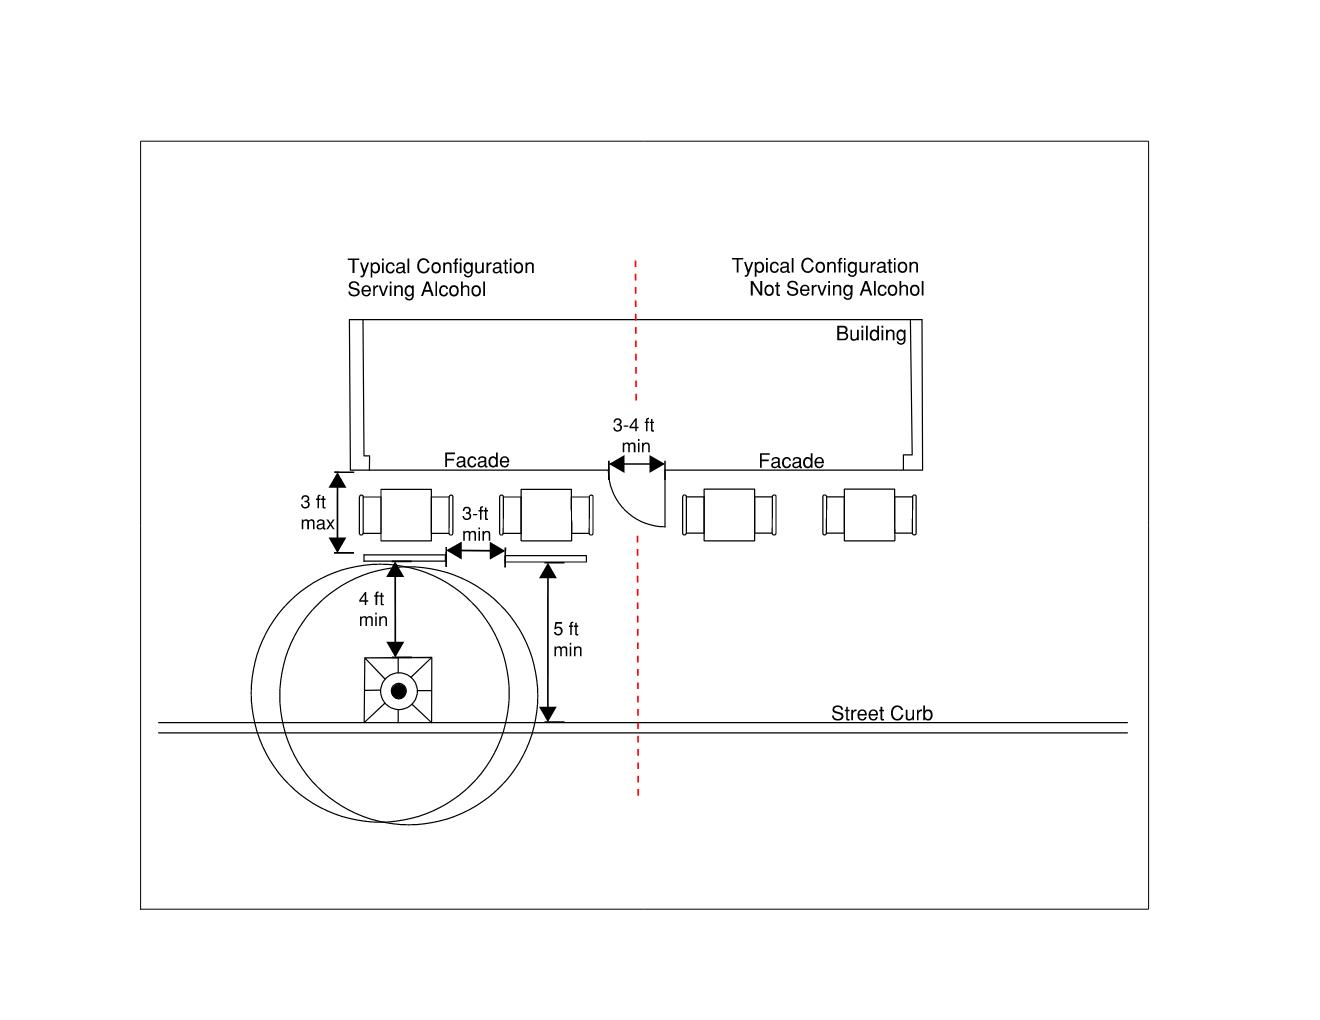 Typical Configuration
Serving Alcohol
Typical Configuration
Not Serving Alcohol
Building
3-4 ft
min
Facade
Facade
3 ft
max
3-ft
min
4 ft
min
5 ft
min
Street Curb